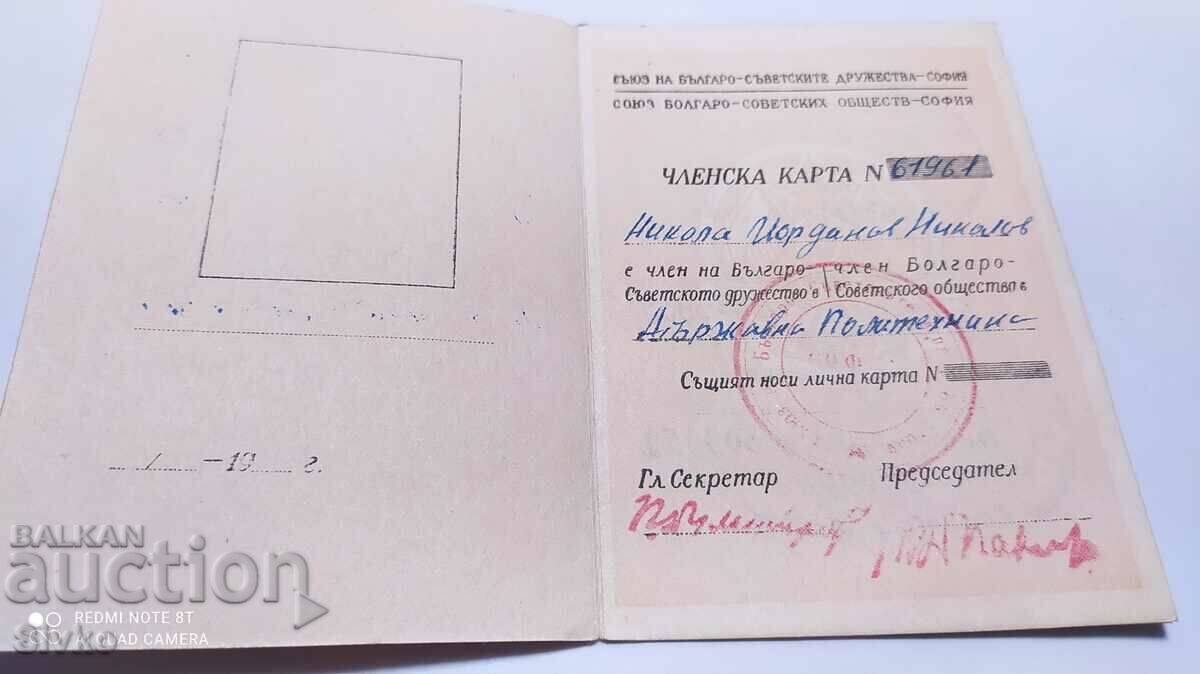 / -19 г.
СЪЮЗ НА БЪЛГАРО-СЪВЕТСКИТЕ ДРУЖЕСТВА-СОФИЯ
СОЮЗ БОЛГАРО-СОВЕТСКИХ ОБЩЕСТВ-СОФИЯ
ЧЛЕНСКА КАРТА N 61961
Никола Йорданов Николов
е член на Българо- член Болгаро-
Съветското дружество в Советского общества в
Държавна Политехника
Същият носи лична карта N
Гл. Секретар Председател
BALKAN
auction
REDMI NOTE 8T
AI QUAD CAMERA
Sivko